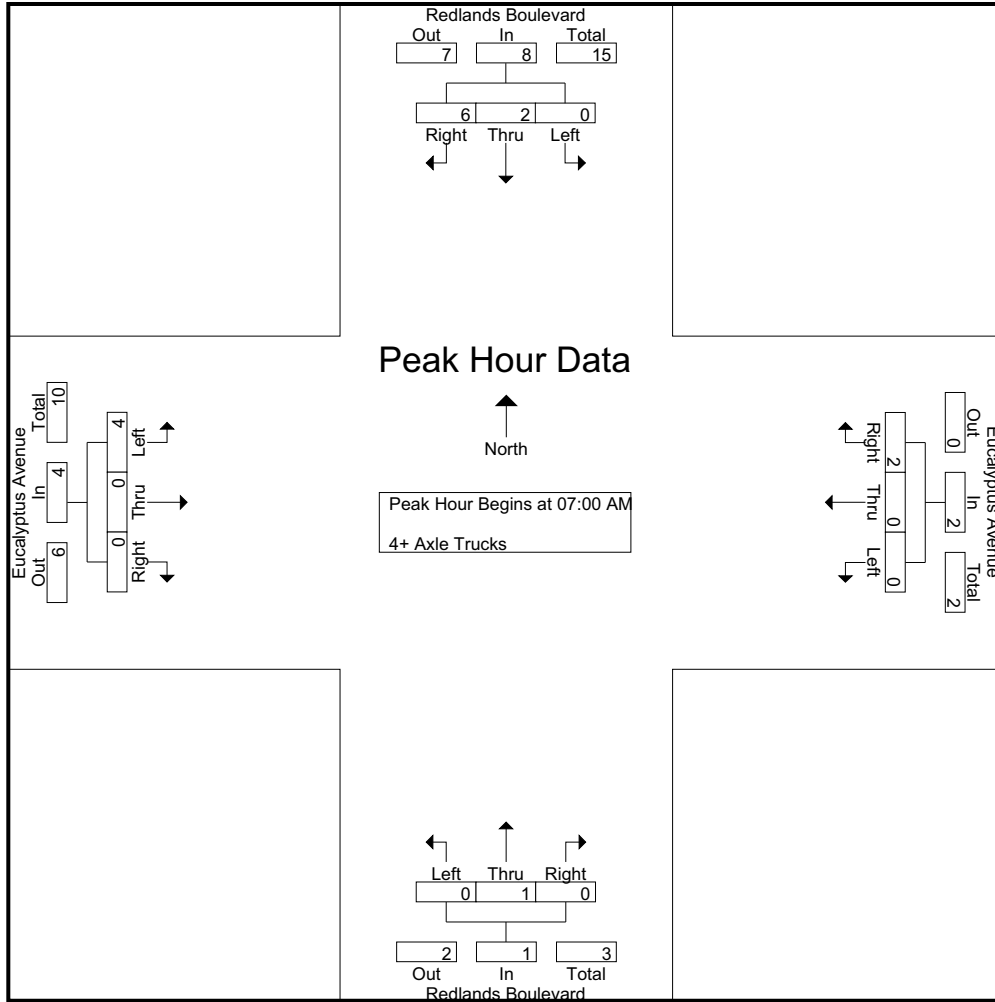 Redlands Boulevard
Out In Total
7 8 15
6 2 0
Right Thru Left
Peak Hour Data
North
Peak Hour Begins at 07:00 AM
4+ Axle Trucks
Eucalyptus Avenue
Out In Total
6 4 10
4 0 0
Left Thru Right
Eucalyptus Avenue
Out In Total
0 2 2
2 0 0
Right Thru Left
Left Thru Right
0 1 0
2 1 3
Out In Total
Redlands Boulevard